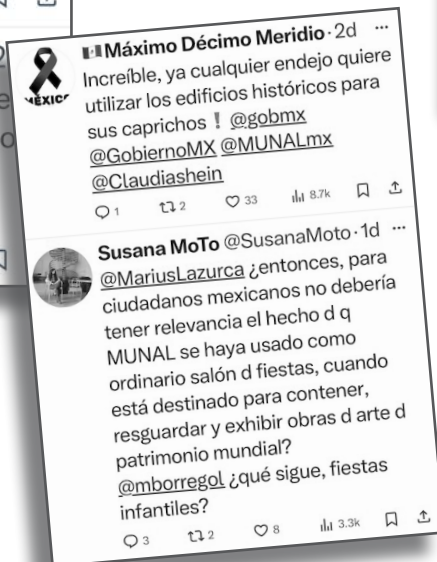 Máximo Décimo Meridio · 2d ...
Increíble, ya cualquier endejo quiere
utilizar los edificios históricos para
sus caprichos ! @gobmx
@GobiernoMX @MUNALmx
@Claudiashein
1 2 33 8.7k
Susana MoTo @SusanaMoto · 1d ...
@MariusLazurca ¿entonces, para
ciudadanos mexicanos no debería
tener relevancia el hecho d q
MUNAL se haya usado como
ordinario salón d fiestas, cuando
está destinado para contener,
resguardar y exhibir obras d arte d
patrimonio mundial?
@mborregol ¿qué sigue, fiestas
infantiles?
3 2 8 3.3k